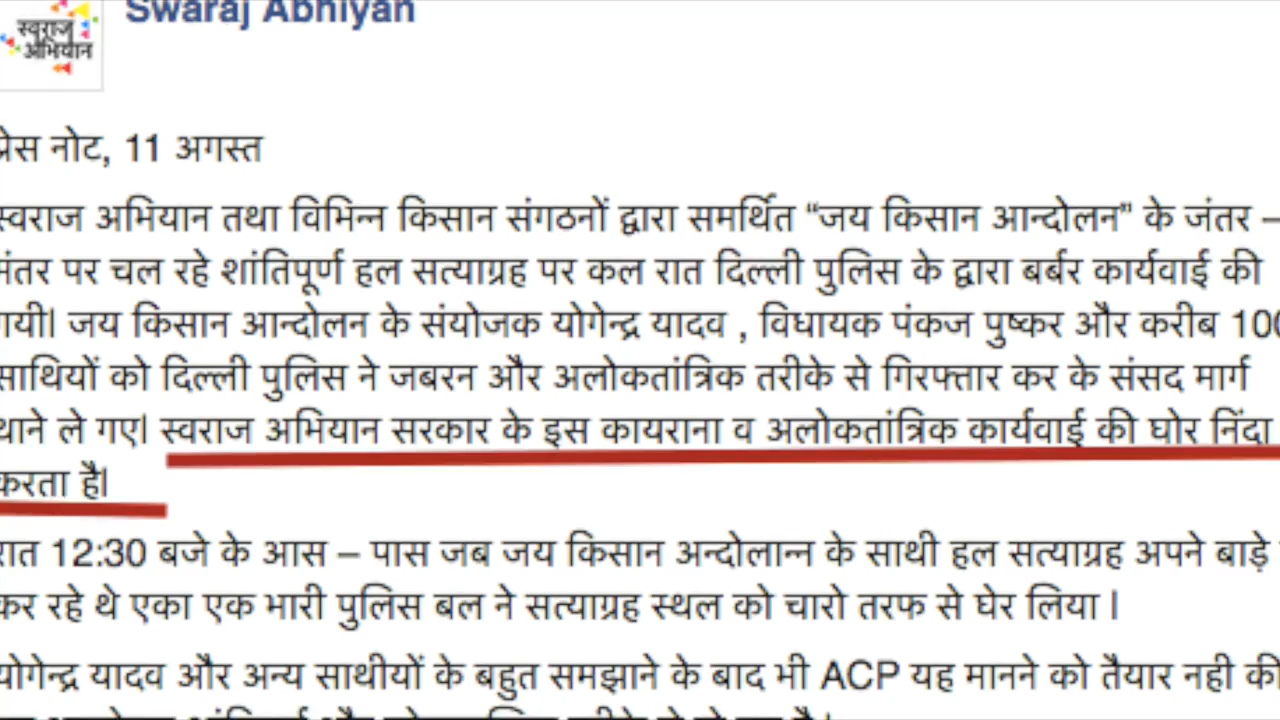 स्वराज
अभियान
Swaraj Abhiyan
प्रेस नोट, 11 अगस्त
स्वराज अभियान तथा विभिन्न किसान संगठनों द्वारा समर्थित “जय किसान आन्दोलन” के जंतर –
मंतर पर चल रहे शांतिपूर्ण हल सत्याग्रह पर कल रात दिल्ली पुलिस के द्वारा बर्बर कार्यवाई की
गयी। जय किसान आन्दोलन के संयोजक योगेन्द्र यादव , विधायक पंकज पुष्कर और करीब 100
साथियों को दिल्ली पुलिस ने जबरन और अलोकतांत्रिक तरीके से गिरफ्तार कर के संसद मार्ग
थाने ले गए। स्वराज अभियान सरकार के इस कायराना व अलोकतांत्रिक कार्यवाई की घोर निंदा
करता है।
रात 12:30 बजे के आस – पास जब जय किसान अन्दोलान्न के साथी हल सत्याग्रह अपने बाड़े
कर रहे थे एका एक भारी पुलिस बल ने सत्याग्रह स्थल को चारो तरफ से घेर लिया ।
योगेन्द्र यादव और अन्य साथीयों के बहुत समझाने के बाद भी ACP यह मानने को तैयार नही की